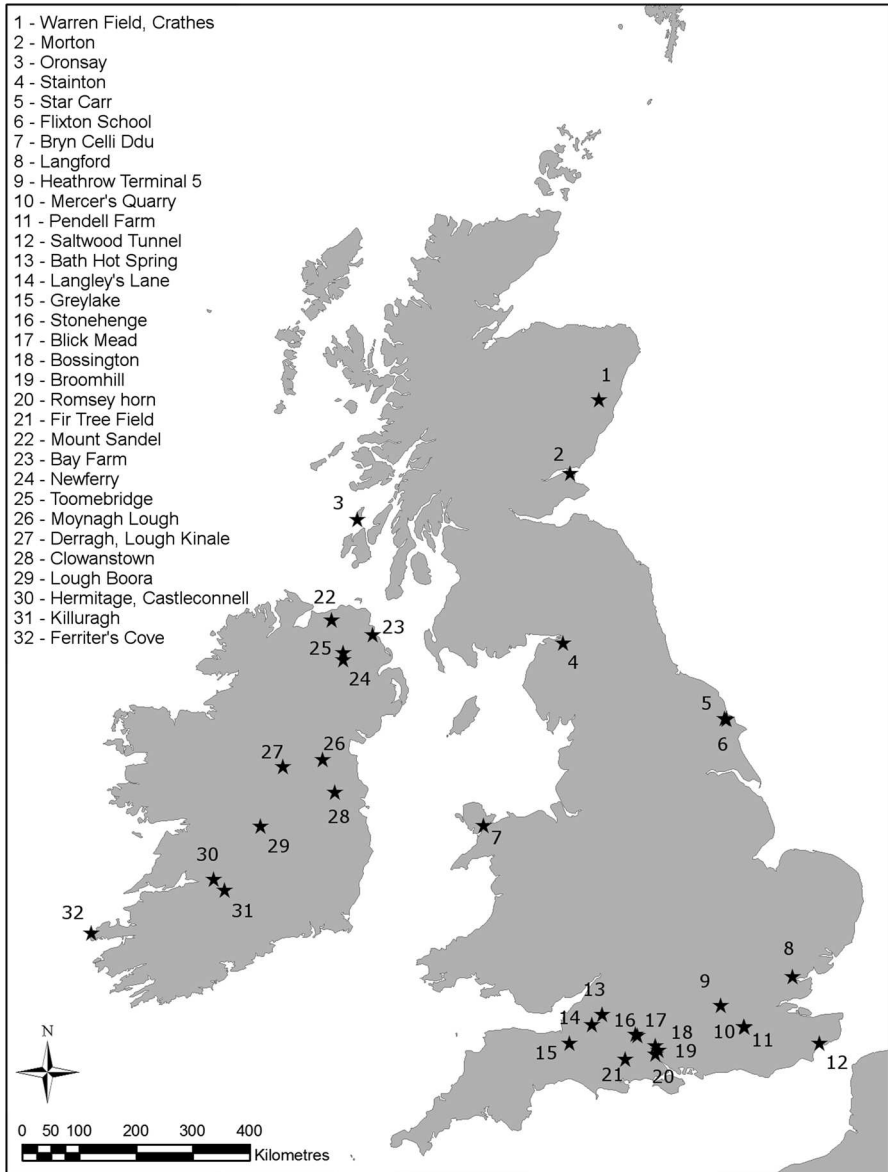 1 - Warren Field, Crathes
2 - Morton
3 - Oronsay
4 - Stainton
5 - Star Carr
6 - Flixton School
7 - Bryn Celli Ddu
8 - Langford
9 - Heathrow Terminal 5
10 - Mercer's Quarry
11 - Pendell Farm
12 - Saltwood Tunnel
13 - Bath Hot Spring
14 - Langley's Lane
15 - Greylake
16 - Stonehenge
17 - Blick Mead
18 - Bossington
19 - Broomhill
20 - Romsey horn
21 - Fir Tree Field
22 - Mount Sandel
23 - Bay Farm
24 - Newferry
25 - Toomebridge
26 - Moynagh Lough
27 - Derragh, Lough Kinale
28 - Clowanstown
29 - Lough Boora
30 - Hermitage, Castleconnell
31 - Killuragh
32 - Ferriter's Cove
1
2
3
22
23
25
24
4
5
6
26
27
28
7
29
30
31
32
8
9
13
14
16 17
18
10 11
15
19
12
21
20
N
0 50 100 200 300 400
Kilometres